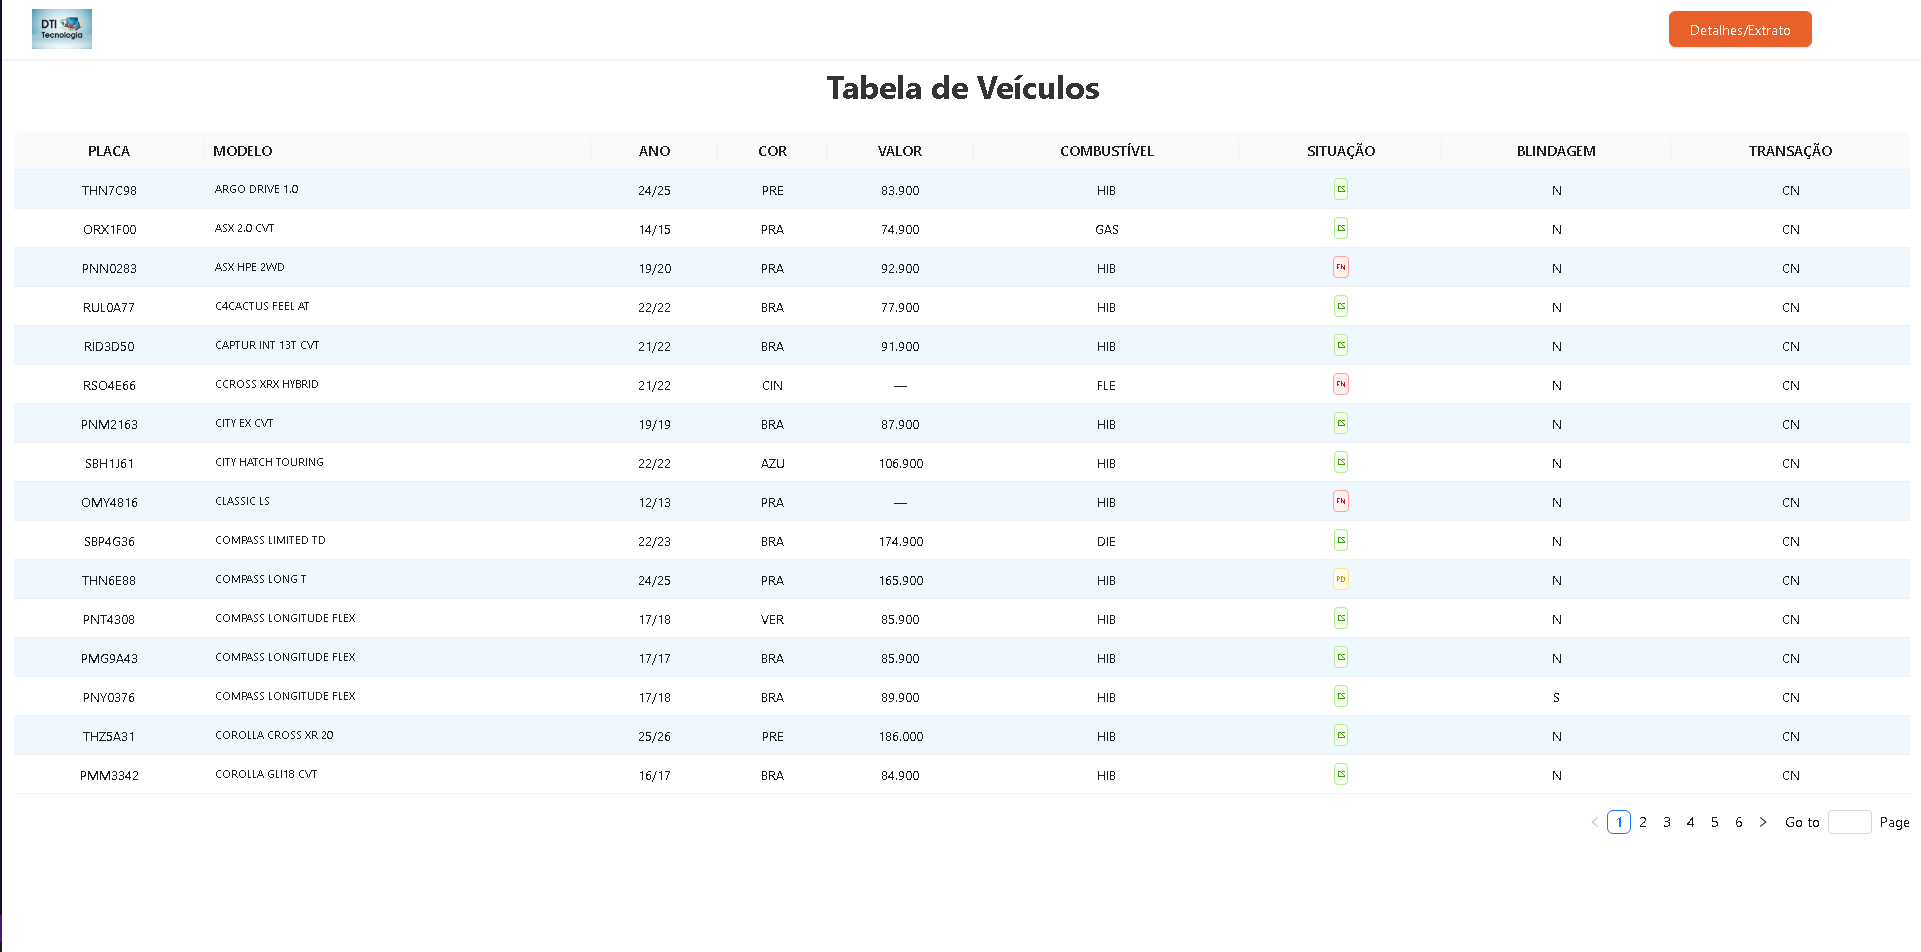 DTI
Tecnologia
Detalhes/Extrato
Tabela de Veículos
PLACA MODELO ANO COR VALOR COMBUSTÍVEL SITUAÇÃO BLINDAGEM TRANSAÇÃO
THN7C98 ARGO DRIVE 1.0 24/25 PRE 83.900 HIB ES N CN
ORX1F00 ASX 2.0 CVT 14/15 PRA 74.900 GAS ES N CN
PNN0283 ASX HPE 2WD 19/20 PRA 92.900 HIB FN N CN
RUL0A77 C4CACTUS FEEL AT 22/22 BRA 77.900 HIB ES N CN
RID3D50 CAPTUR INT 13T CVT 21/22 BRA 91.900 HIB ES N CN
RSO4E66 CCROSS XRX HYBRID 21/22 CIN — FLE FN N CN
PNM2163 CITY EX CVT 19/19 BRA 87.900 HIB ES N CN
SBH1J61 CITY HATCH TOURING 22/22 AZU 106.900 HIB ES N CN
OMY4816 CLASSIC LS 12/13 PRA — HIB FN N CN
SBP4G36 COMPASS LIMITED TD 22/23 BRA 174.900 DIE ES N CN
THN6E88 COMPASS LONG T 24/25 PRA 165.900 HIB PD N CN
PNT4308 COMPASS LONGITUDE FLEX 17/18 VER 85.900 HIB ES N CN
PMG9A43 COMPASS LONGITUDE FLEX 17/17 BRA 85.900 HIB ES N CN
PNY0376 COMPASS LONGITUDE FLEX 17/18 BRA 89.900 HIB ES S CN
THZ5A31 COROLLA CROSS XR 20 25/26 PRE 186.000 HIB ES N CN
PMM3342 COROLLA GLI18 CVT 16/17 BRA 84.900 HIB ES N CN
< 1 2 3 4 5 6 > Go to Page